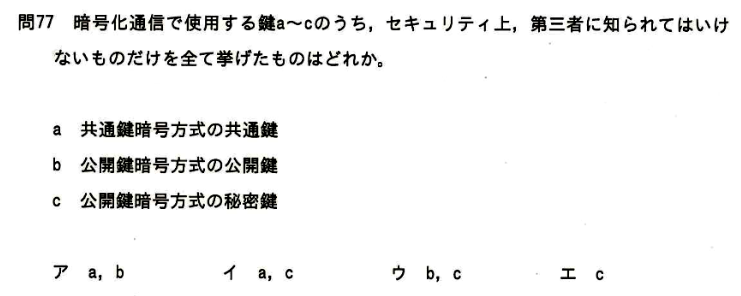 問77　暗号化通信で使用する鍵a～cのうち，セキュリティ上，第三者に知られてはいけ
ないものだけを全て挙げたものはどれか。
a　共通鍵暗号方式の共通鍵
b　公開鍵暗号方式の公開鍵
c　公開鍵暗号方式の秘密鍵
ア　a，b　イ　a，c　ウ　b，c　エ　c